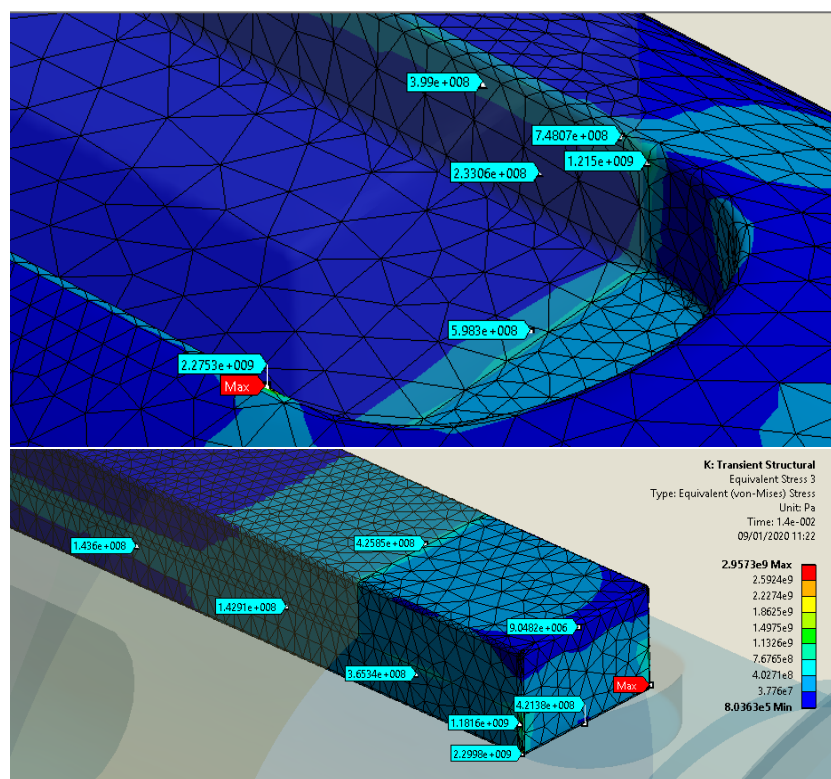 3.99e+008
7.4807e+008
1.215e+009
2.3306e+008
5.983e+008
2.2753e+009
Max
K: Transient Structural
Equivalent Stress 3
Type: Equivalent (von-Mises) Stress
Unit: Pa
Time: 1.4e-002
09/01/2020 11:22
2.9573e9 Max
2.5924e9
2.2274e9
1.8625e9
1.4975e9
1.1326e9
7.6765e8
4.0271e8
3.776e7
8.0363e5 Min
4.2585e+008
1.436e+008
1.4291e+008
9.0482e+006
3.6534e+008
Max
4.2138e+008
1.1816e+009
2.2998e+009